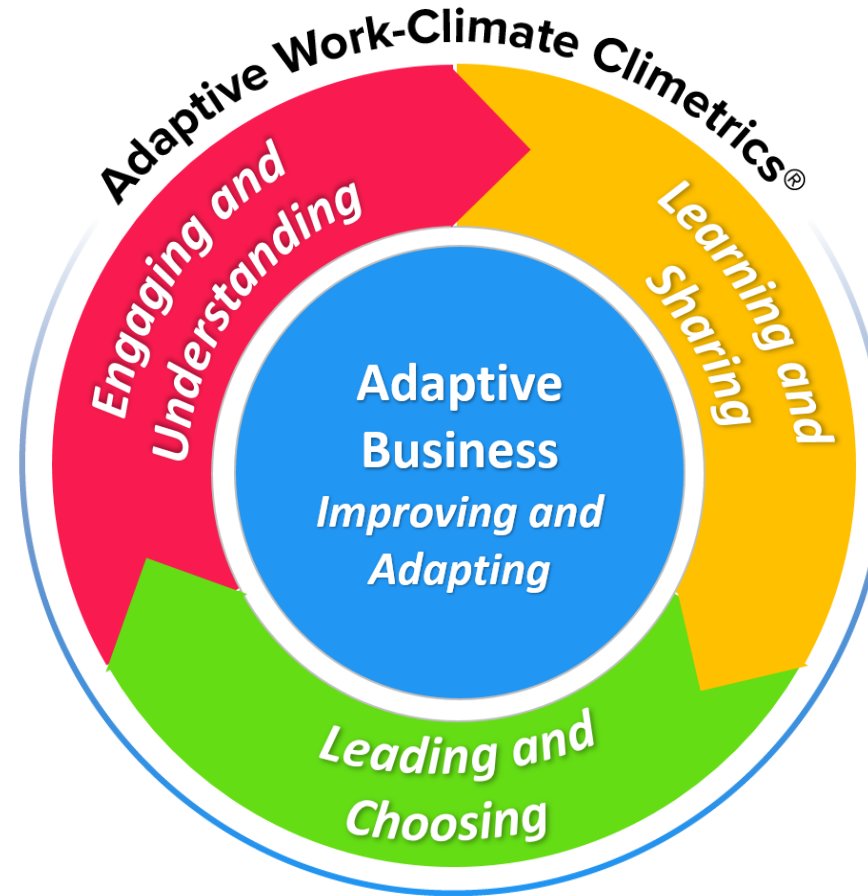 Adaptive Work-Climate Climetrics®
Engaging and
Understanding
Learning and
Sharing
Adaptive
Business
Improving and
Adapting
Leading and
Choosing